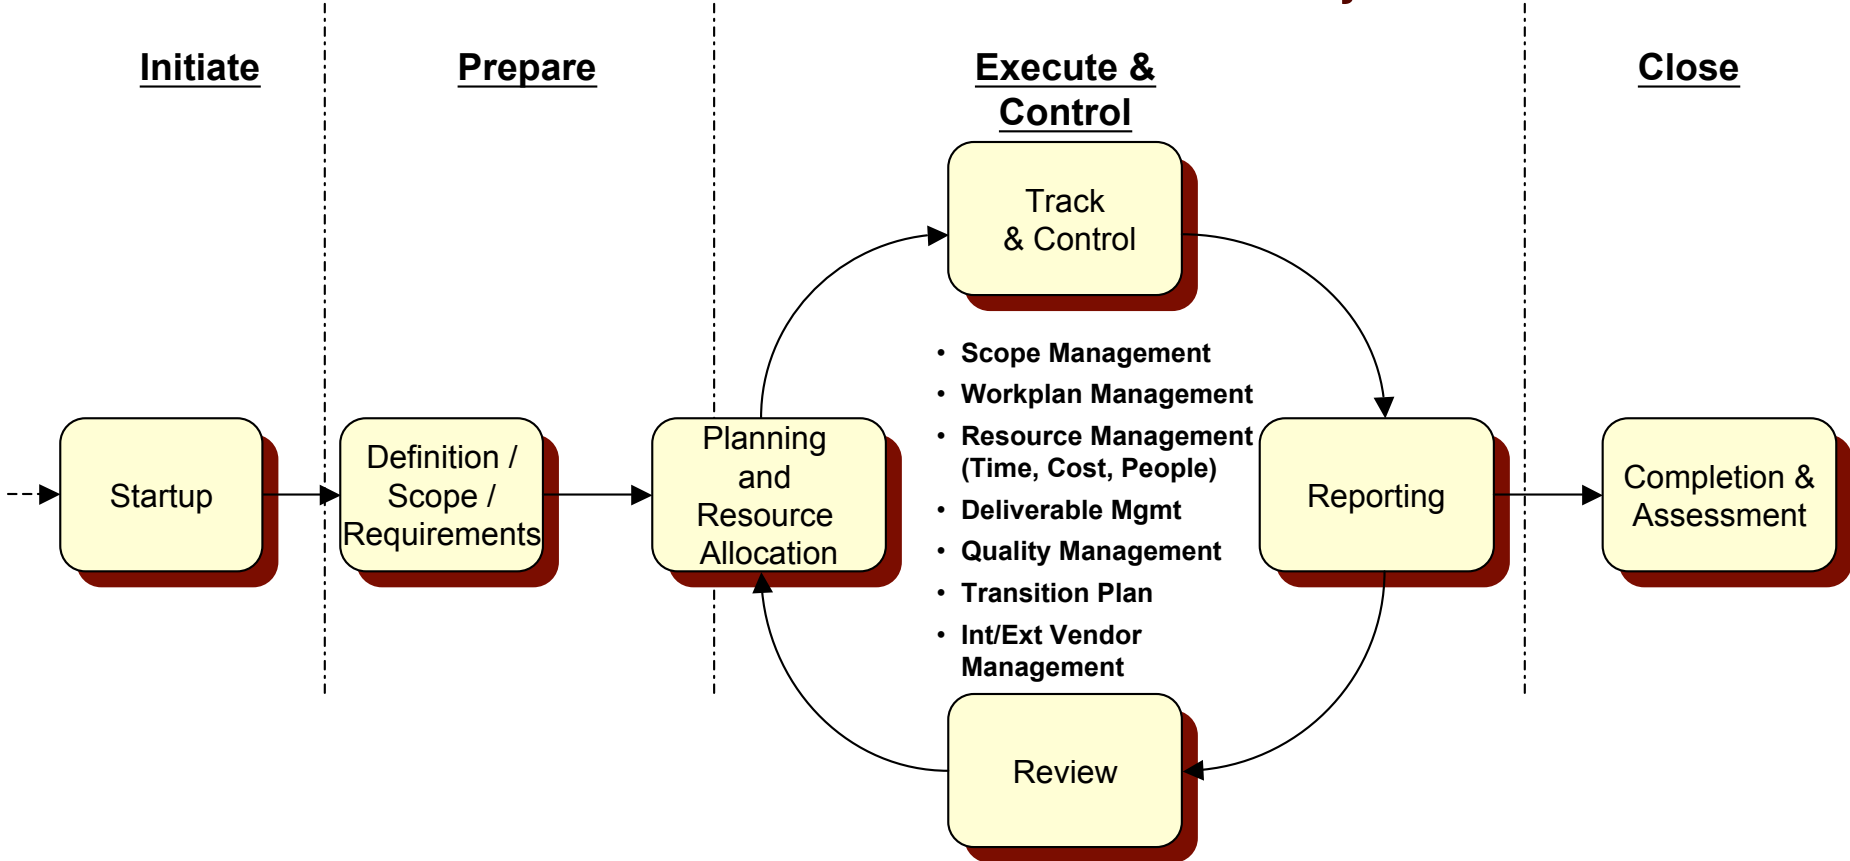 Initiate
Prepare
Execute &
Control
Close
Track
& Control
• Scope Management
• Workplan Management
• Resource Management
(Time, Cost, People)
• Deliverable Mgmt
• Quality Management
• Transition Plan
• Int/Ext Vendor
Management
Startup
Definition /
Scope /
Requirements
Planning
and
Resource
Allocation
Reporting
Completion &
Assessment
Review